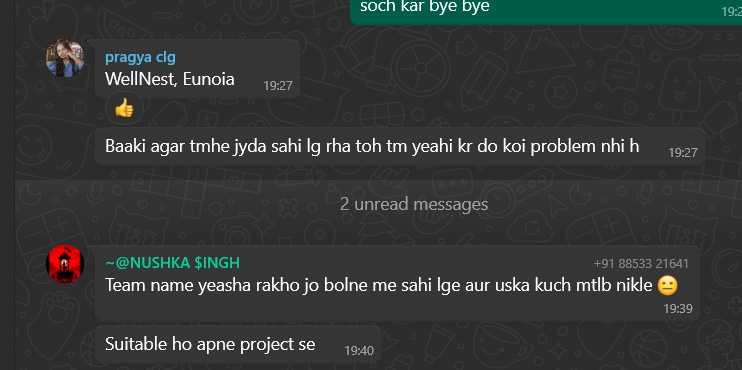 soch kar bye bye
19:2
pragya clg
WellNest, Eunoia
19:27
👍
Baaki agar tmhe jyda sahi lg rha toh tm yeahi kr do koi problem nhi h
19:27
2 unread messages
~@NUSHKA $INGH +91 88533 21641
Team name yeasha rakho jo bolne me sahi lge aur uska kuch mtlb nikle 😐
19:39
Suitable ho apne project se
19:40